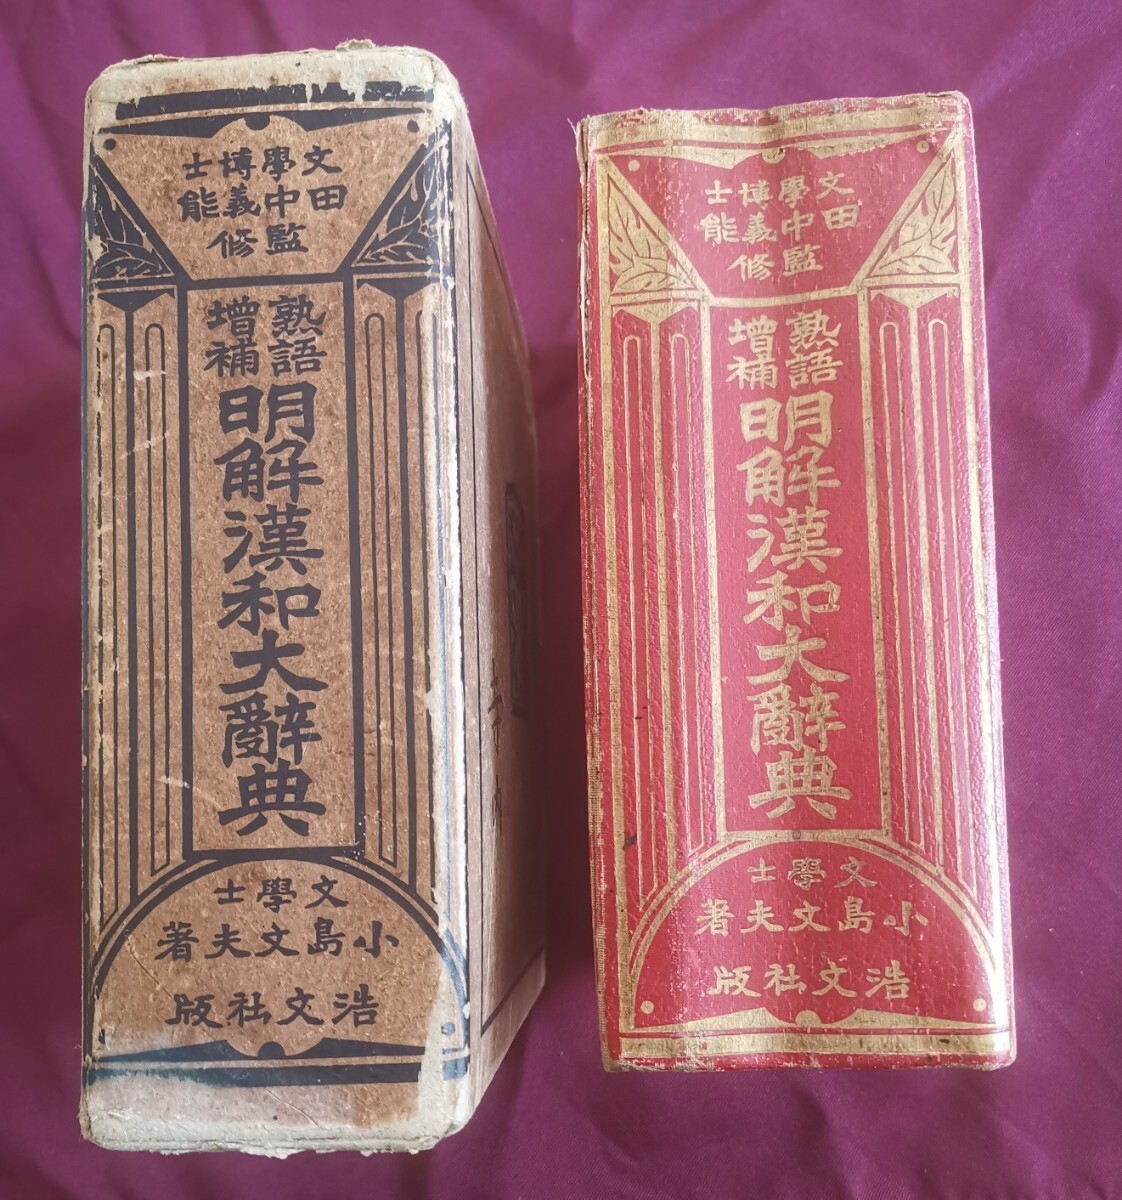 文學博士
田中義能
監修
熟語
增補
明解漢和大辭典
文學士
小島文夫著
浩文社版
文學博士
田中義能
監修
熟語
增補
明解漢和大辭典
文學士
小島文夫著
浩文社版